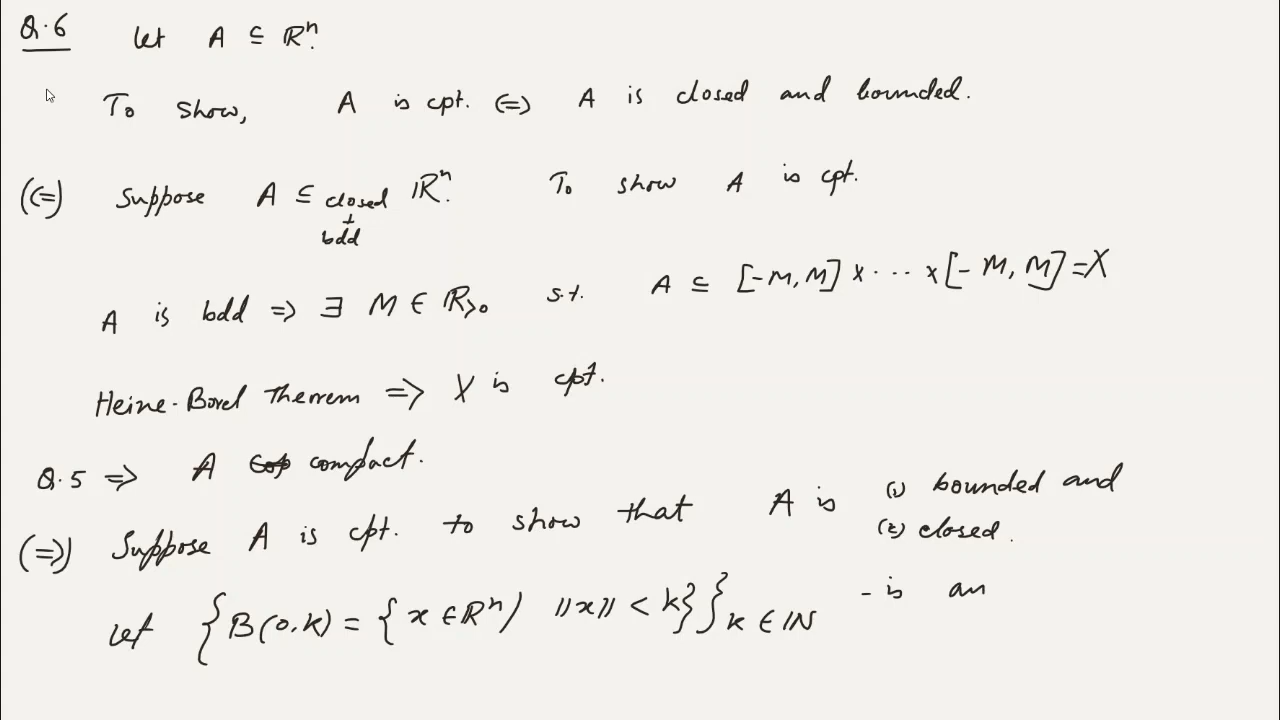 Q.6 Let A ⊆ ℝⁿ.
To show, A is cpt. (=) A is closed and bounded.
(<=) Suppose A ⊆ closed + bdd ℝⁿ. To show A is cpt.
A is bdd => ∃ M ∈ ℝ>0 s.t. A ⊆ [-M, M] x ... x [-M, M] = X
Heine-Borel Theorem => X is cpt.
Q.5 => A compact.
(=>) Suppose A is cpt. to show that A is (1) bounded and
(2) closed.
Let {B(0,k) = {x ∈ ℝⁿ) ||x|| < k}}k ∈ ℕ - is an